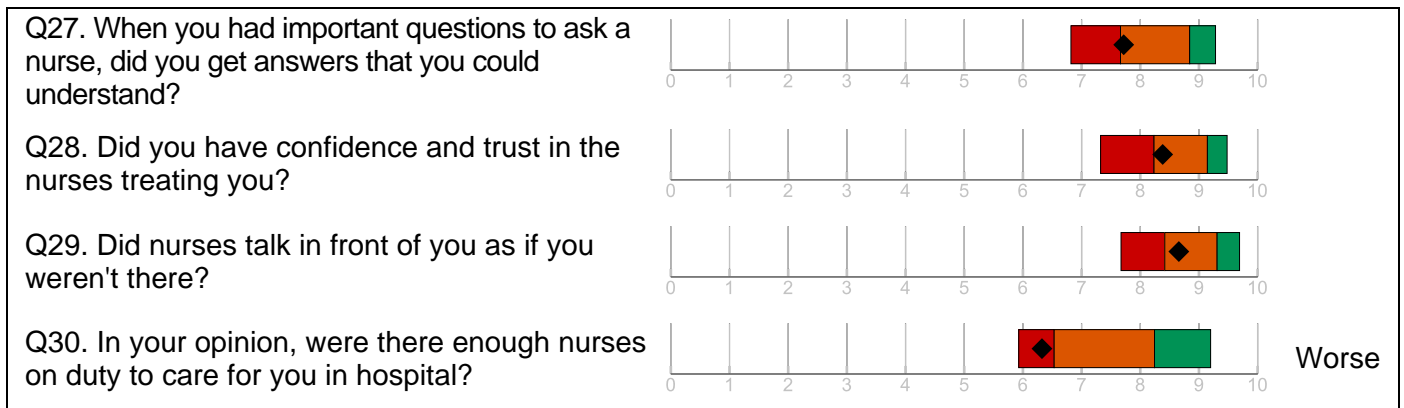 Q27. When you had important questions to ask a
nurse, did you get answers that you could
understand?
0 1 2 3 4 5 6 7 8 9 10
Q28. Did you have confidence and trust in the
nurses treating you?
0 1 2 3 4 5 6 7 8 9 10
Q29. Did nurses talk in front of you as if you
weren't there?
0 1 2 3 4 5 6 7 8 9 10
Q30. In your opinion, were there enough nurses
on duty to care for you in hospital?
0 1 2 3 4 5 6 7 8 9 10
Worse